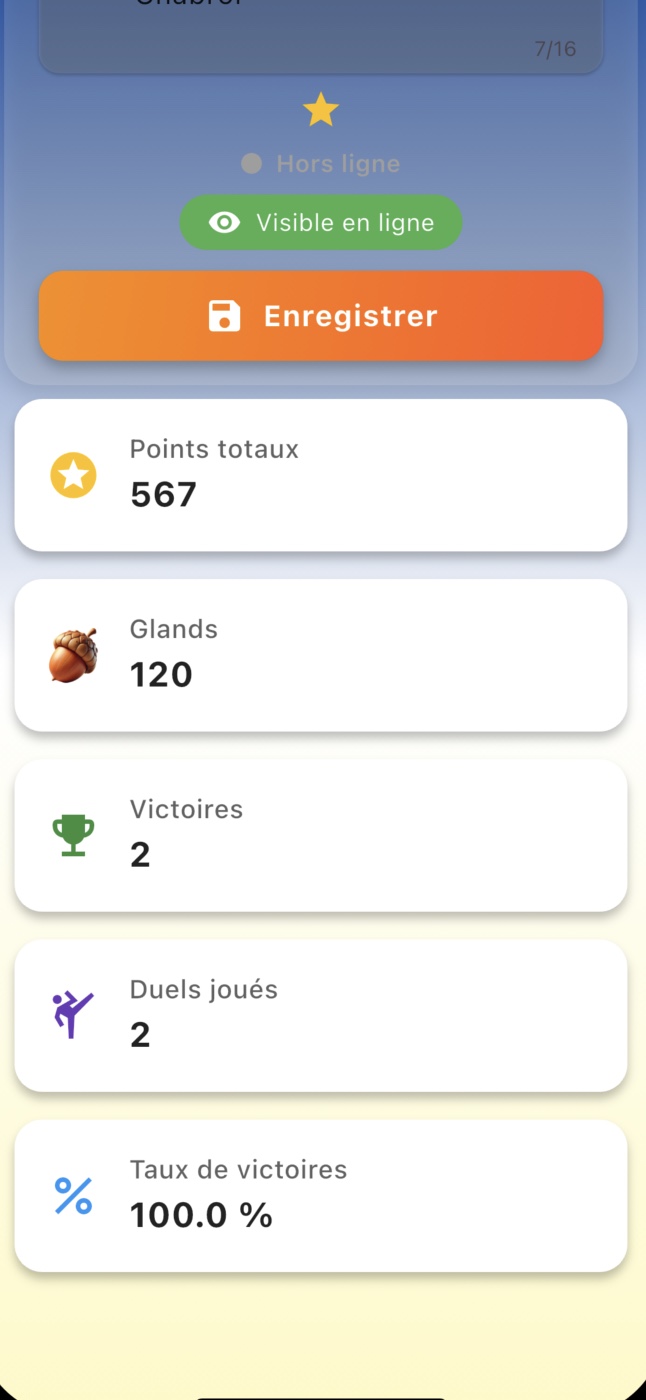 7/16
Hors ligne
Visible en ligne
Enregistrer
Points totaux
567
Glands
120
Victoires
2
Duels joués
2
Taux de victoires
100.0 %